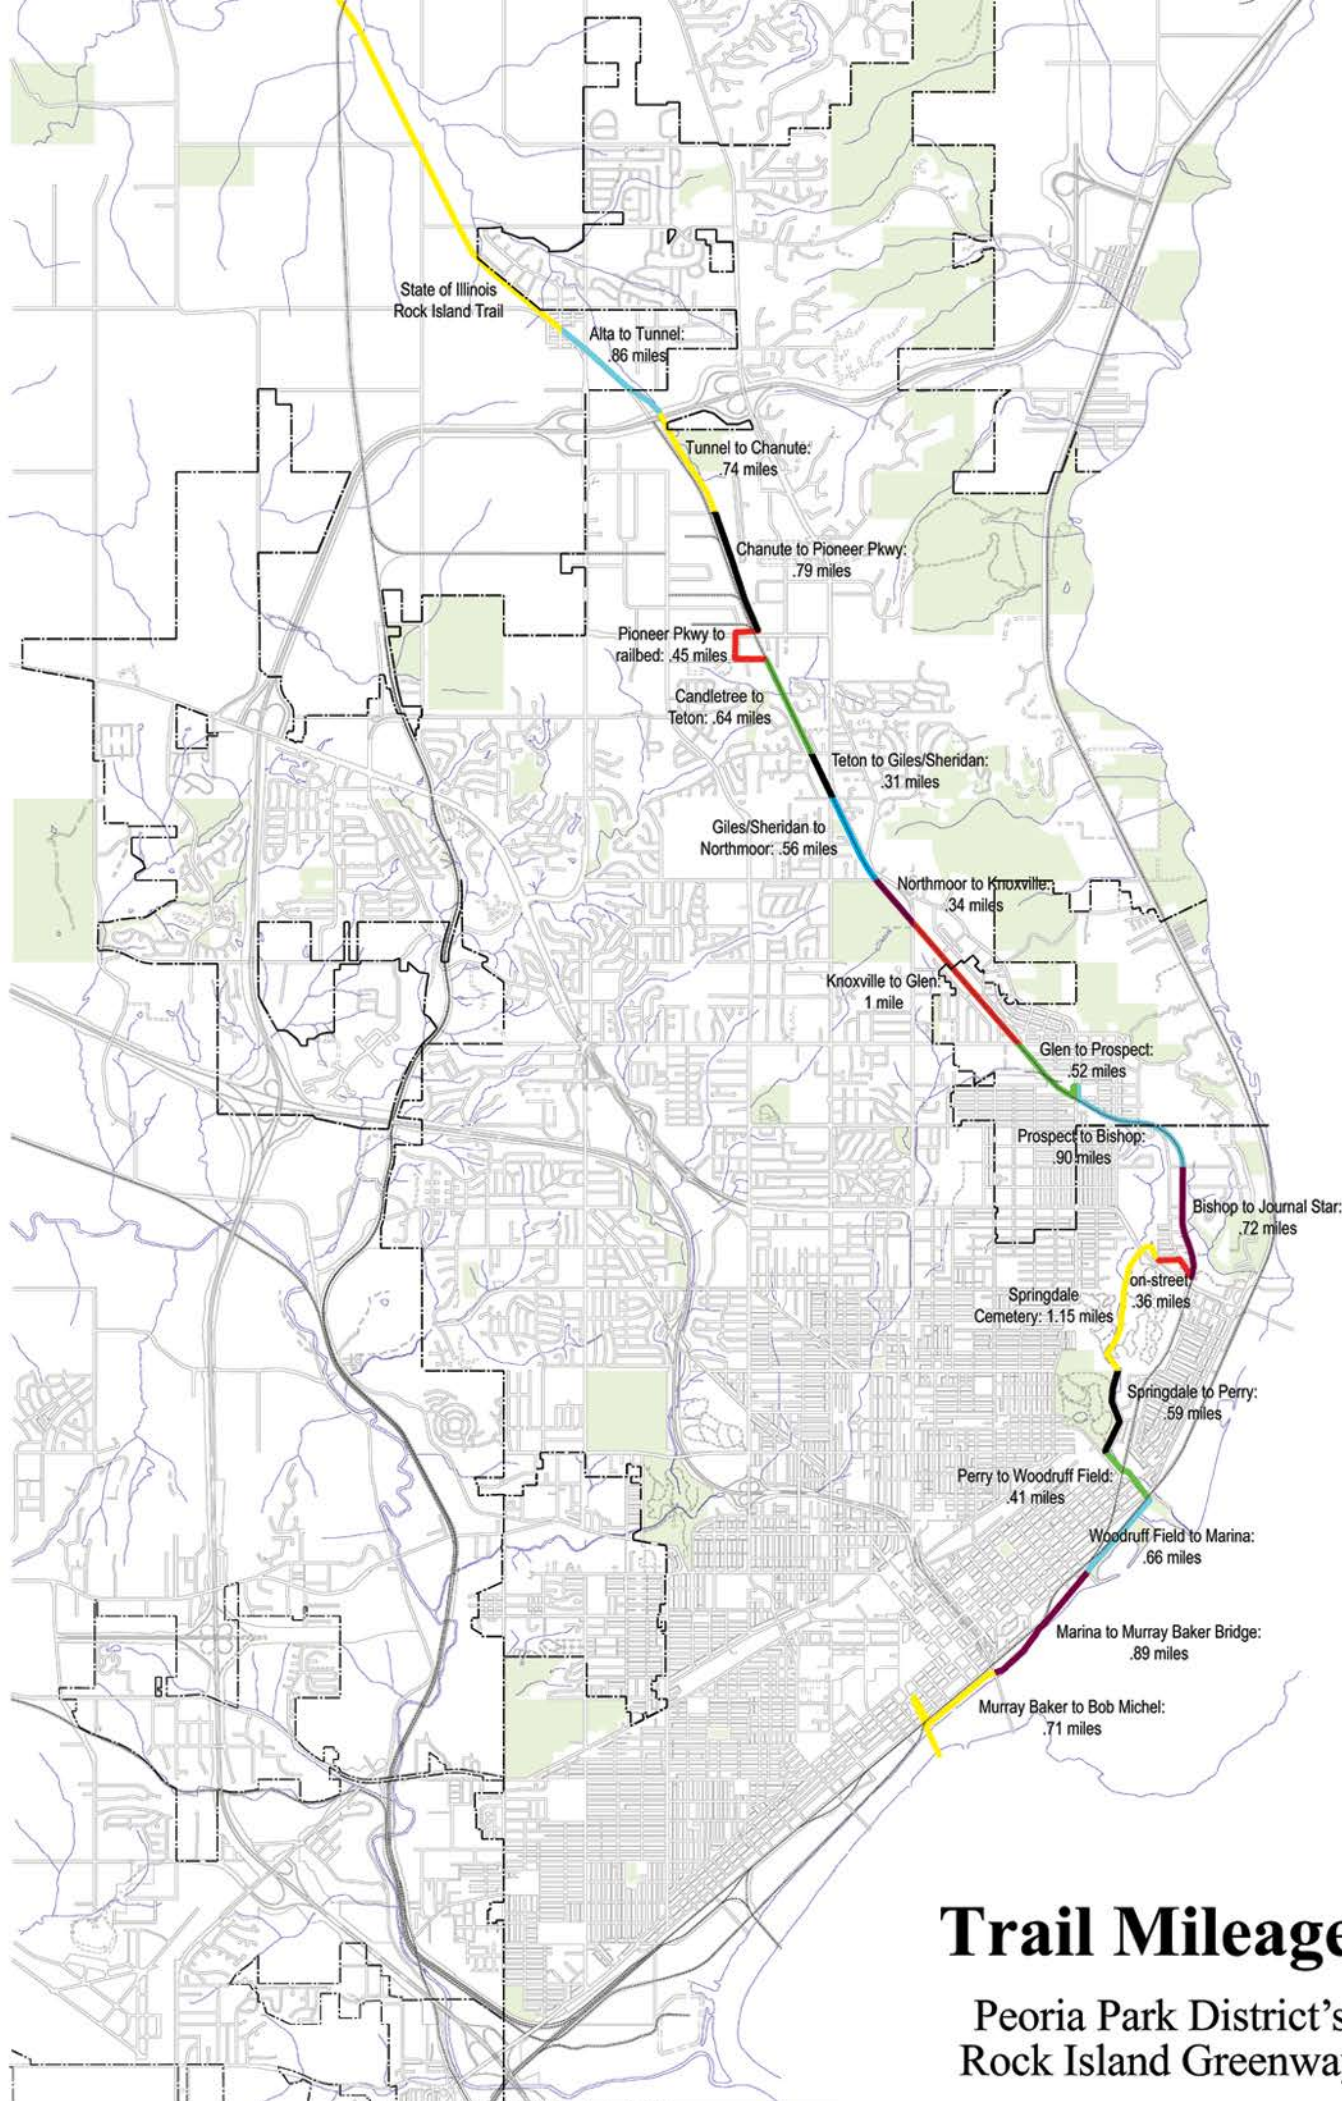 State of Illinois
Rock Island Trail
Alta to Tunnel:
.86 miles
Tunnel to Chanute:
.74 miles
Chanute to Pioneer Pkwy:
.79 miles
Pioneer Pkwy to
railbed: .45 miles
Candletree to
Teton: .64 miles
Teton to Giles/Sheridan:
.31 miles
Giles/Sheridan to
Northmoor: .56 miles
Northmoor to Knoxville:
.34 miles
Knoxville to Glen:
1 mile
Glen to Prospect:
.52 miles
Prospect to Bishop:
.90 miles
Bishop to Journal Star:
.72 miles
on-street:
.36 miles
Springdale
Cemetery: 1.15 miles
Springdale to Perry:
.59 miles
Perry to Woodruff Field:
.41 miles
Woodruff Field to Marina:
.66 miles
Marina to Murray Baker Bridge:
.89 miles
Murray Baker to Bob Michel:
.71 miles
Trail Mileage
Peoria Park District's
Rock Island Greenway